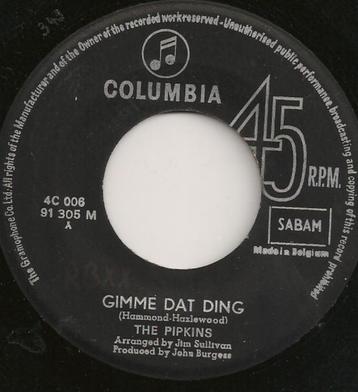 The Gramophone Co. Ltd. All rights of the Manufacturer and of the Owner of the recorded work reserved - Unauthorised public performance, broadcasting and copying of this record prohibited
343
COLUMBIA
45
R.P.M.
4C 006
91 305 M
Y
SABAM
Made in Belgium
GIMME DAT DING
(Hammond-Hazlewood)
THE PIPKINS
Arranged by Jim Sullivan
Produced by John Burgess